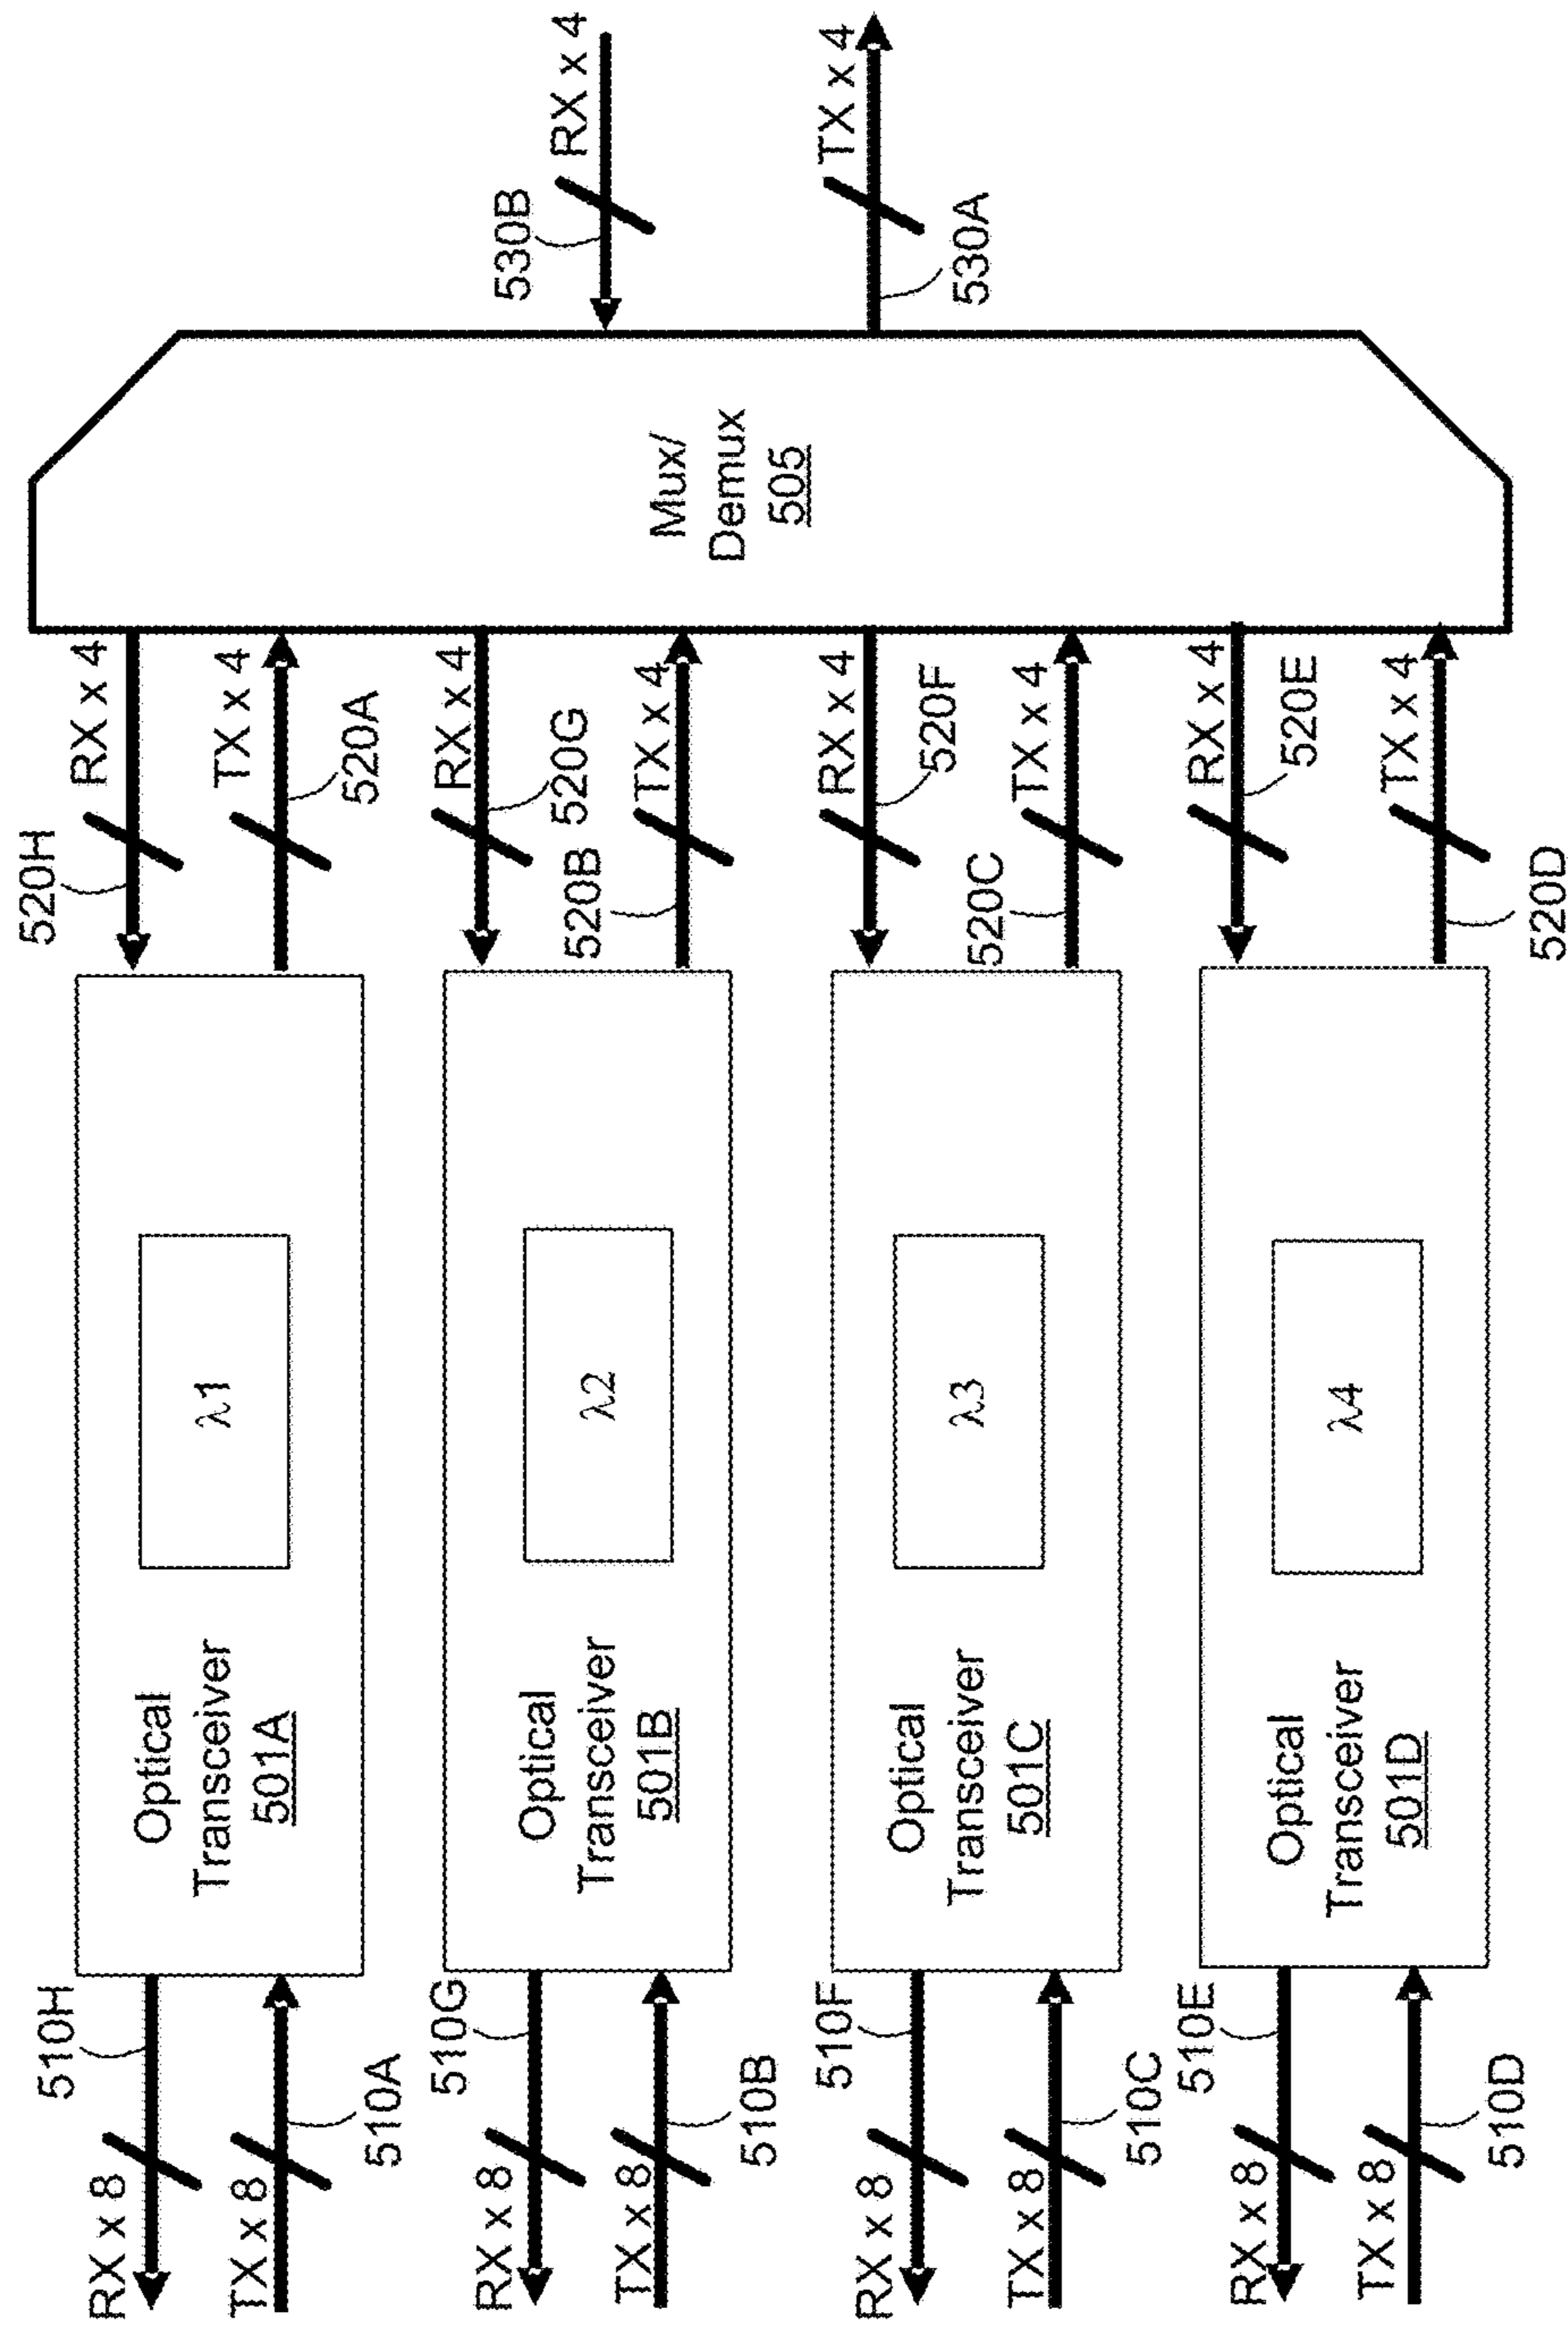 510H
520H
RX x 8
RX x 4
Optical
Transceiver
501A
λ1
TX x 8
TX x 4
510A
520A
510G
RX x 8
RX x 4
520G
Optical
Transceiver
501B
λ2
520B
TX x 8
TX x 4
510B
530B
RX x 4
Mux/
Demux
505
TX x 4
530A
510F
RX x 8
RX x 4
520F
Optical
Transceiver
501C
λ3
520C
TX x 8
TX x 4
510C
510E
RX x 8
RX x 4
520E
Optical
Transceiver
501D
λ4
TX x 8
TX x 4
510D
520D